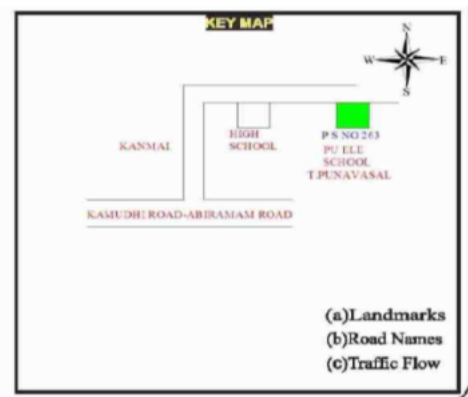 KEY MAP
N
W
E
S
KANMAI
HIGH
SCHOOL
P S NO 263
PU ELE
SCHOOL
T.PUNAVASAL
KAMUDHI ROAD-ABIRAMAM ROAD
(a)Landmarks
(b)Road Names
(c)Traffic Flow